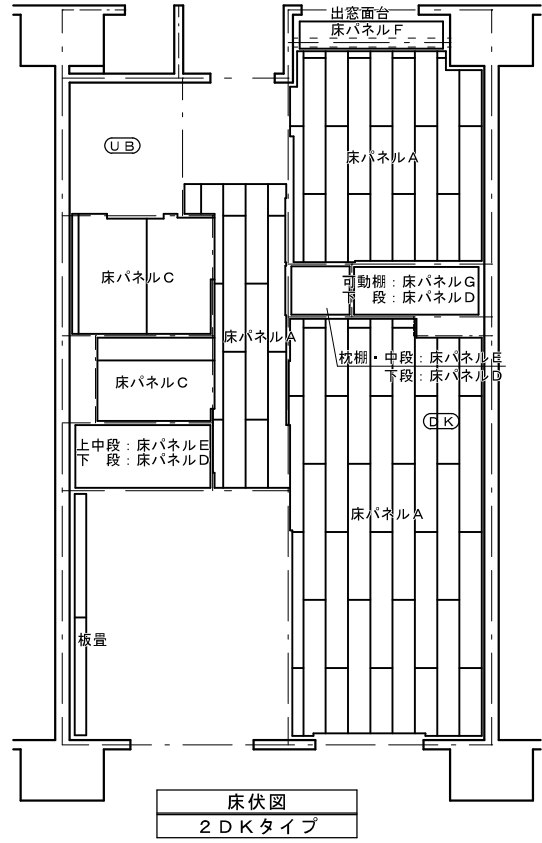 出窓面台
床パネルF
UB
床パネルA
床パネルC
可動棚：床パネルG
下　段：床パネルD
床パネルA
枕棚・中段：床パネルE
下段：床パネルD
床パネルC
DK
上中段：床パネルE
下　段：床パネルD
床パネルA
板畳
床伏図
2DKタイプ